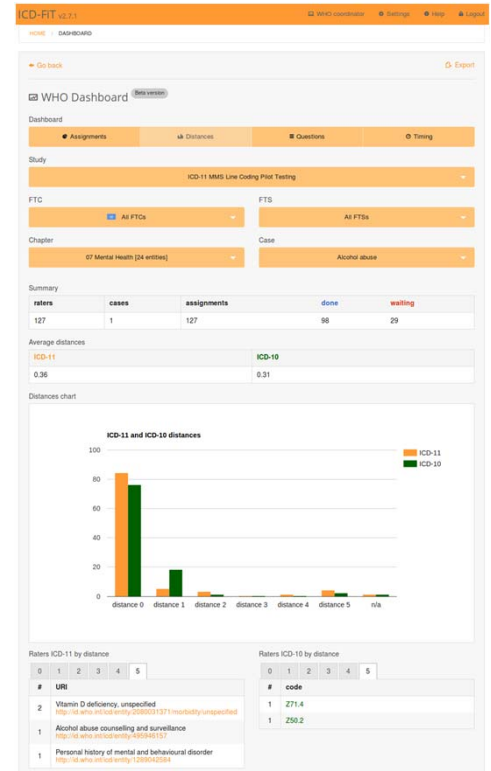 ICD-FiT v2.7.1
WHO coordinator Settings Help Logout
HOME / DASHBOARD
Go back
Export
WHO Dashboard Beta version
Dashboard
Assignments Distances Questions Timing
Study
ICD-11 MMS Line Coding Pilot Testing
FTC FTS
All FTCs All FTSs
Chapter Case
07 Mental Health [24 entities] Alcohol abuse
Summary
raters cases assignments done waiting
127 1 127 98 29
Average distances
ICD-11 ICD-10
0.36 0.31
Distances chart
ICD-11 and ICD-10 distances
100
80
60
40
20
0
ICD-11
ICD-10
distance 0 distance 1 distance 2 distance 3 distance 4 distance 5 n/a
Raters ICD-11 by distance
0 1 2 3 4 5
# URI
2 Vitamin D deficiency, unspecified
http://id.who.int/icd/entity/2080031371/morbidity/unspecified
1 Alcohol abuse counselling and surveillance
http://id.who.int/icd/entity/495946157
1 Personal history of mental and behavioural disorder
http://id.who.int/icd/entity/1289042584
Raters ICD-10 by distance
0 1 2 3 4 5
# code
1 Z71.4
1 Z50.2